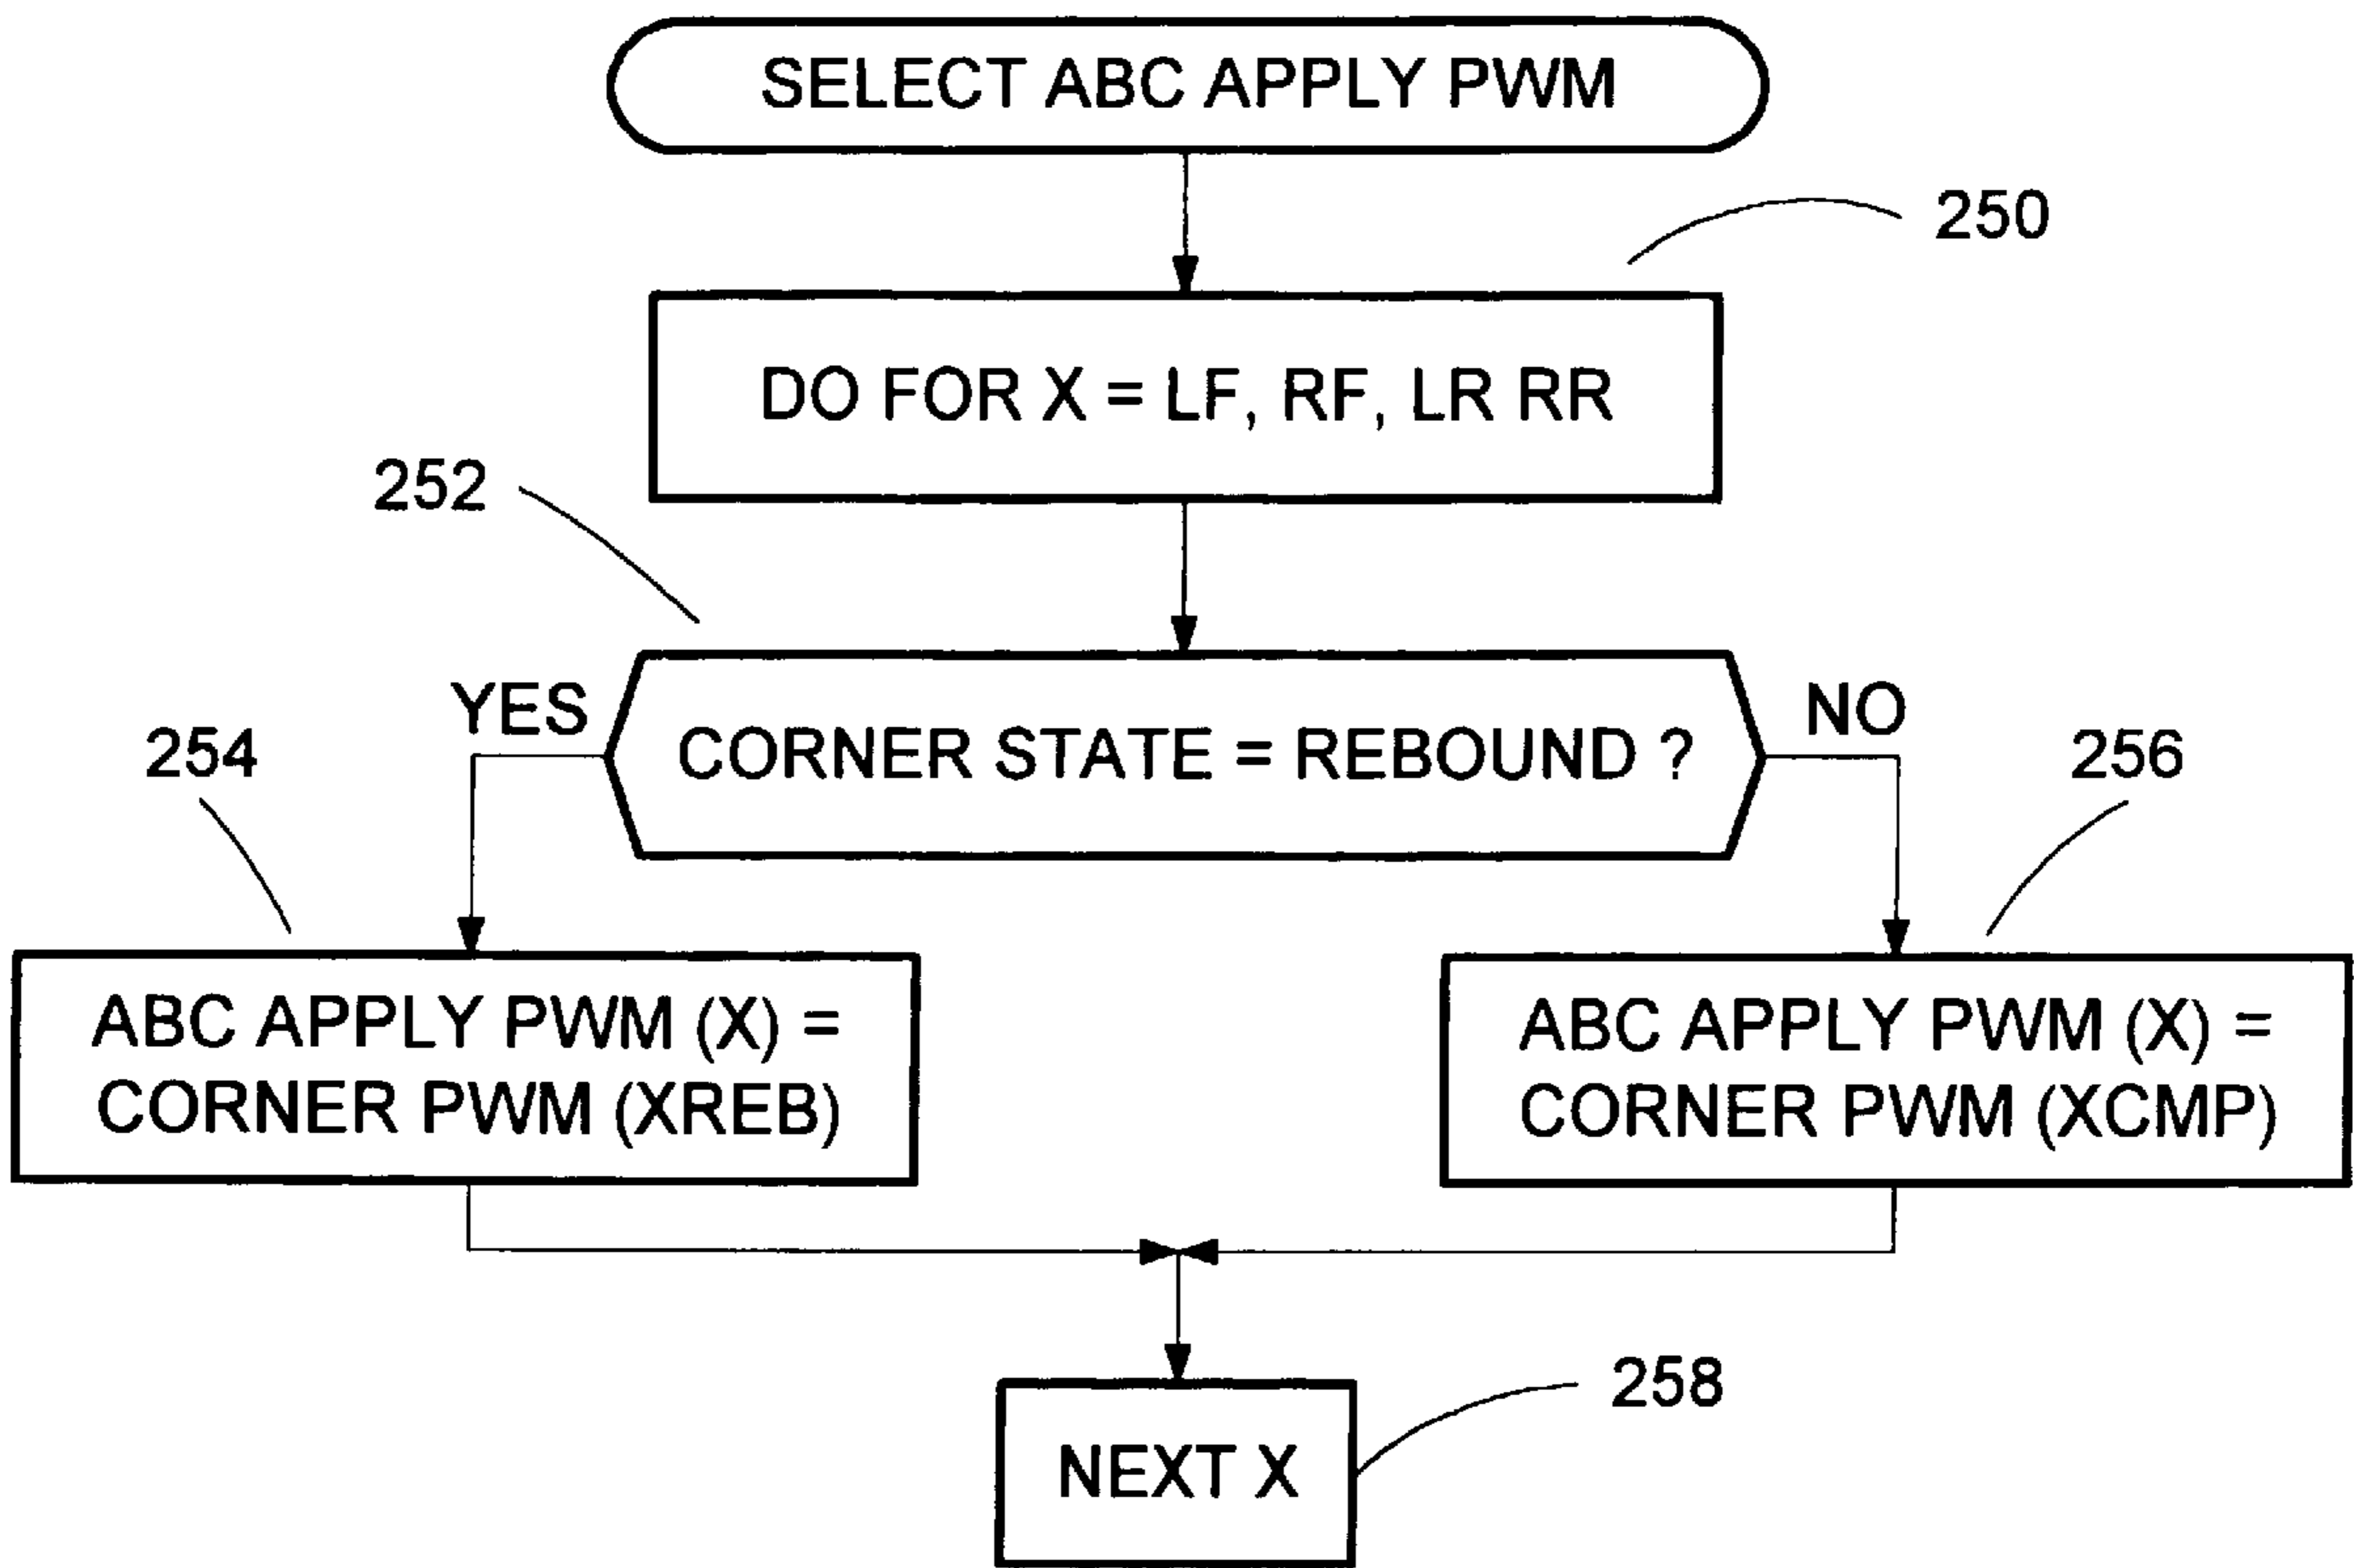 SELECT ABC APPLY PWM
250
DO FOR X = LF, RF, LR RR
252
YES
NO
CORNER STATE = REBOUND ?
254
256
ABC APPLY PWM (X) =
CORNER PWM (XREB)
ABC APPLY PWM (X) =
CORNER PWM (XCMP)
258
NEXT X